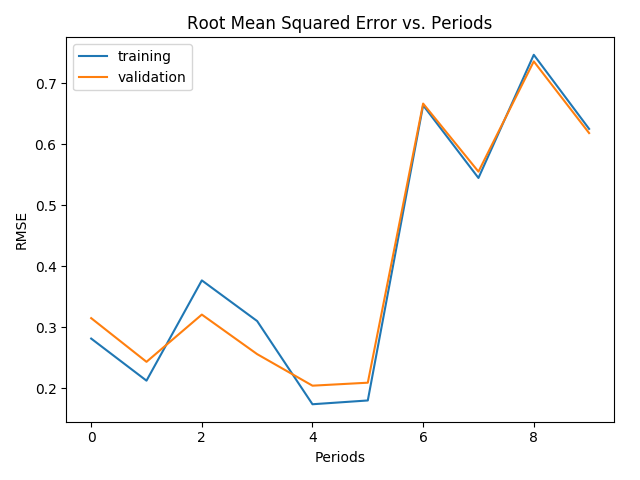 Root Mean Squared Error vs. Periods
training
validation
0.7
0.6
0.5
0.4
0.3
0.2
RMSE
0 2 4 6 8
Periods